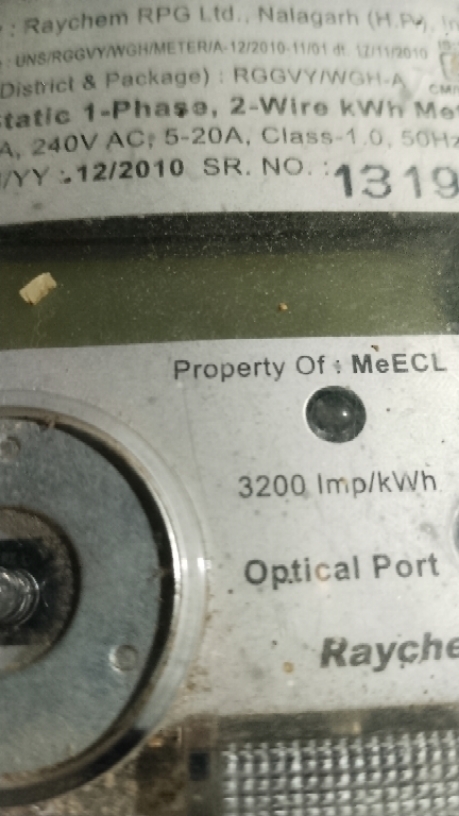 : Raychem RPG Ltd., Nalagarh (H.P.), In
: UNS/RGGVY/WGH/METER/A-12/2010-11/01 dt. 12/11/2010
District & Package) : RGGVY/WGH-A
static 1-Phase, 2-Wire kWh Me
A, 240V AC, 5-20A, Class-1.0, 50Hz
/YY : 12/2010 SR. NO. : 1319
Property Of : MeECL
3200 Imp/kWh
Optical Port
Rayche